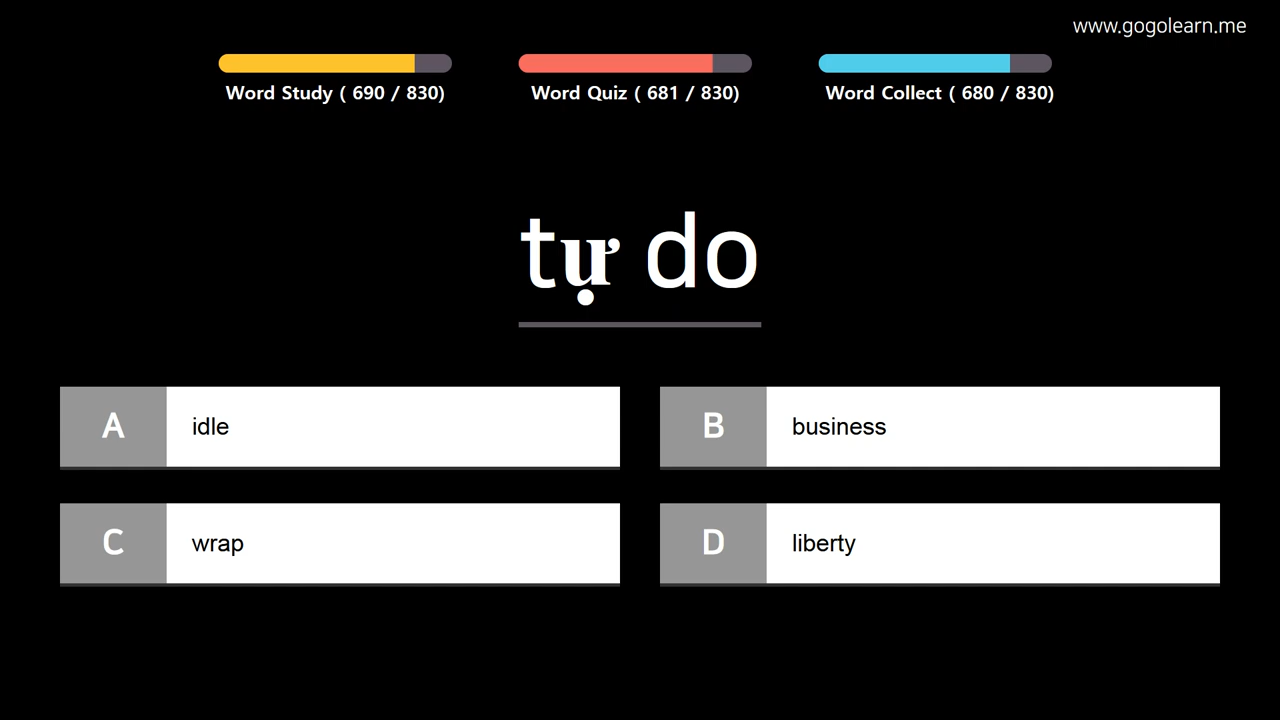 www.gogolearn.me
Word Study ( 690 / 830)
Word Quiz ( 681 / 830)
Word Collect ( 680 / 830)
tự do
A idle
B business
C wrap
D liberty